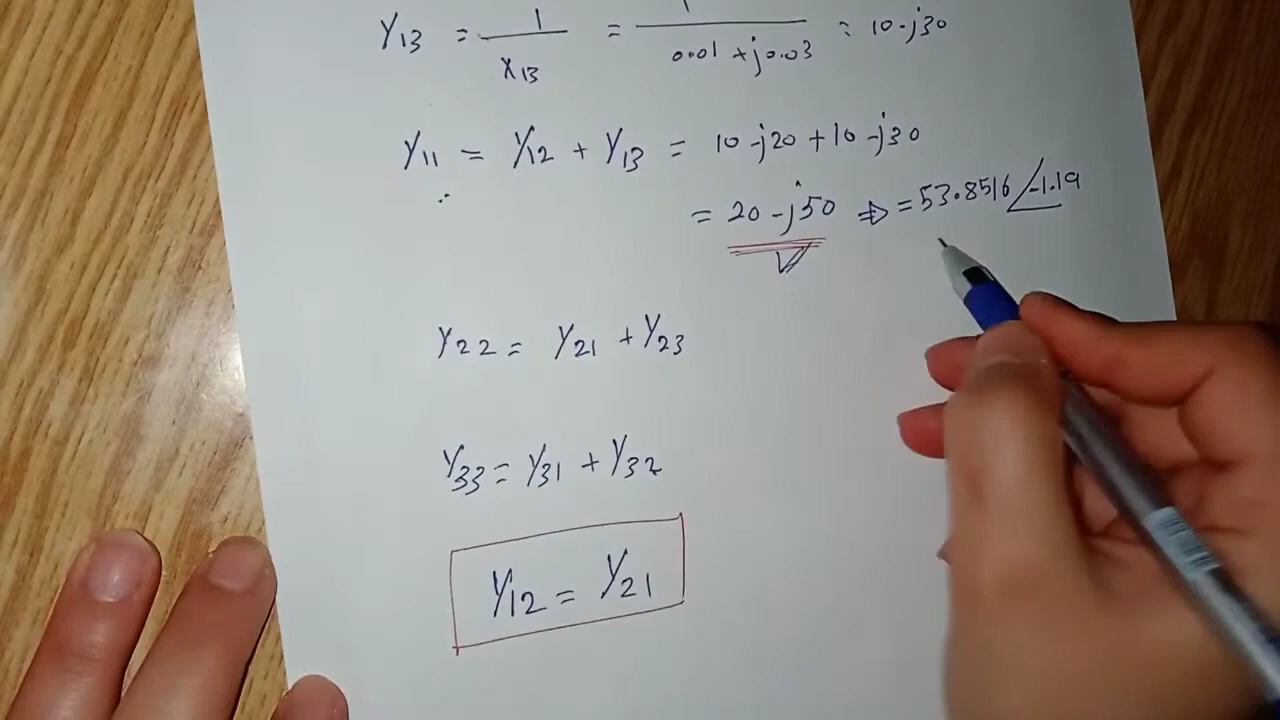 Y13 = 1/X13 = 1/0.01 + j0.03 = 10-j30
Y11 = Y12 + Y13 = 10-j20 + 10-j30
= 20-j50 ⇒ = 53.8516∠-1.19
Y22 = Y21 + Y23
Y33 = Y31 + Y32
Y12 = Y21